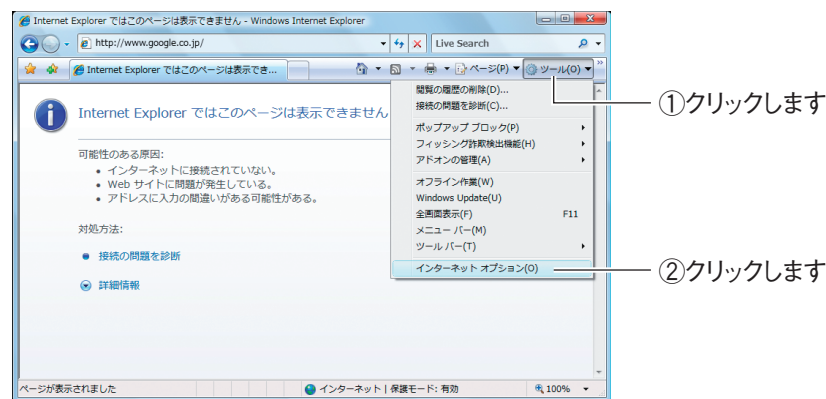 Internet Explorer ではこのページは表示できません - Windows Internet Explorer
http://www.google.co.jp/
Live Search
Internet Explorer ではこのページは表示でき...
ページ(P)
ツール(O)
Internet Explorer ではこのページは表示できません
可能性のある原因:
• インターネットに接続されていない。
• Web サイトに問題が発生している。
• アドレスに入力の間違いがある可能性がある。
対処方法:
接続の問題を診断
詳細情報
閲覧の履歴の削除(D)...
接続の問題を診断(C)...
ポップアップ ブロック(P)
フィッシング詐欺検出機能(H)
アドオンの管理(A)
オフライン作業(W)
Windows Update(U)
全画面表示(F) F11
メニュー バー(M)
ツール バー(T)
インターネット オプション(O)
①クリックします
②クリックします
ページが表示されました
インターネット | 保護モード: 有効
100%